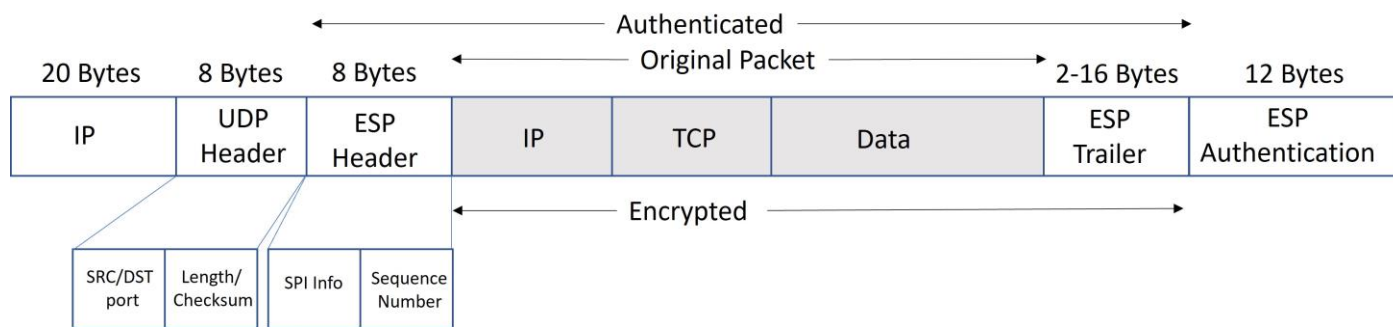 Authenticated
Original Packet
20 Bytes
8 Bytes
8 Bytes
2-16 Bytes
12 Bytes
IP
UDP
Header
ESP
Header
IP
TCP
Data
ESP
Trailer
ESP
Authentication
Encrypted
SRC/DST
port
Length/
Checksum
SPI Info
Sequence
Number